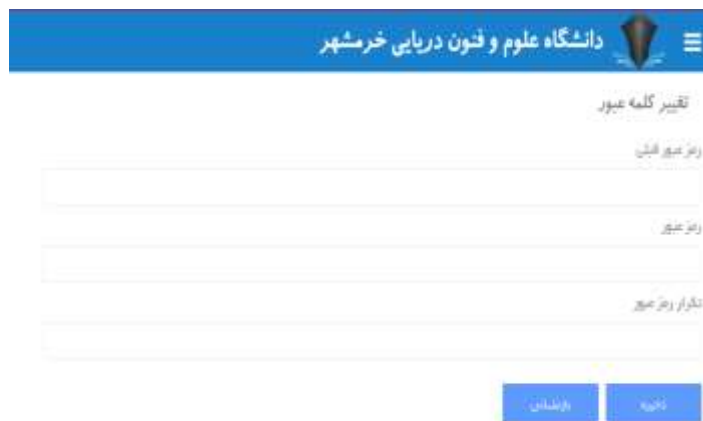 دانشگاه علوم و فنون دریایی خرمشهر
تغییر کلمه عبور
رمز عبور قبلی
رمز عبور
تکرار رمز عبور
ذخیره
بازنشانی